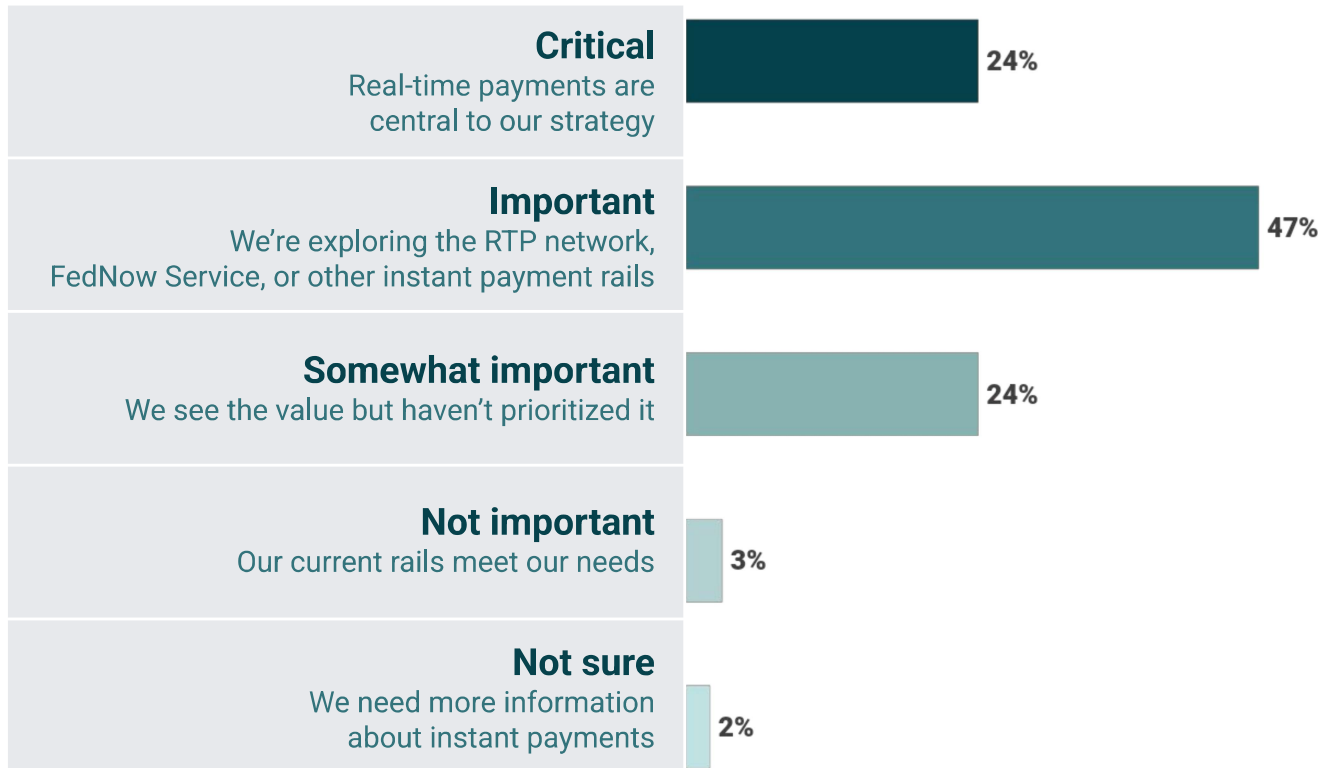 Critical
Real-time payments are
central to our strategy
24%
Important
We’re exploring the RTP network,
FedNow Service, or other instant payment rails
47%
Somewhat important
We see the value but haven’t prioritized it
24%
Not important
Our current rails meet our needs
3%
Not sure
We need more information
about instant payments
2%